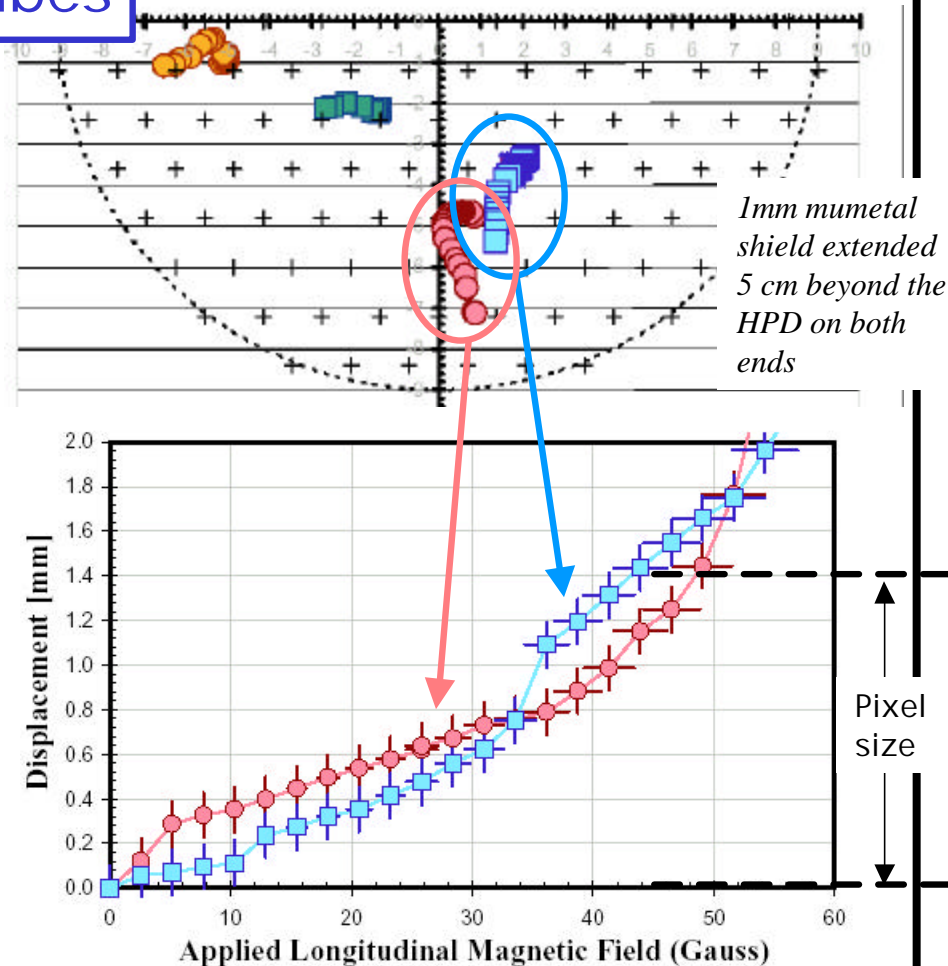 -10 -9 -8 -7 -6 -5 -4 -3 -2 -1 0 1 2 3 4 5 6 7 8 9 10
1mm mumetal
shield extended
5 cm beyond the
HPD on both
ends
2.0
1.8
1.6
1.4
1.2
1.0
0.8
0.6
0.4
0.2
0.0
Displacement [mm]
Pixel
size
0 10 20 30 40 50 60
Applied Longitudinal Magnetic Field (Gauss)